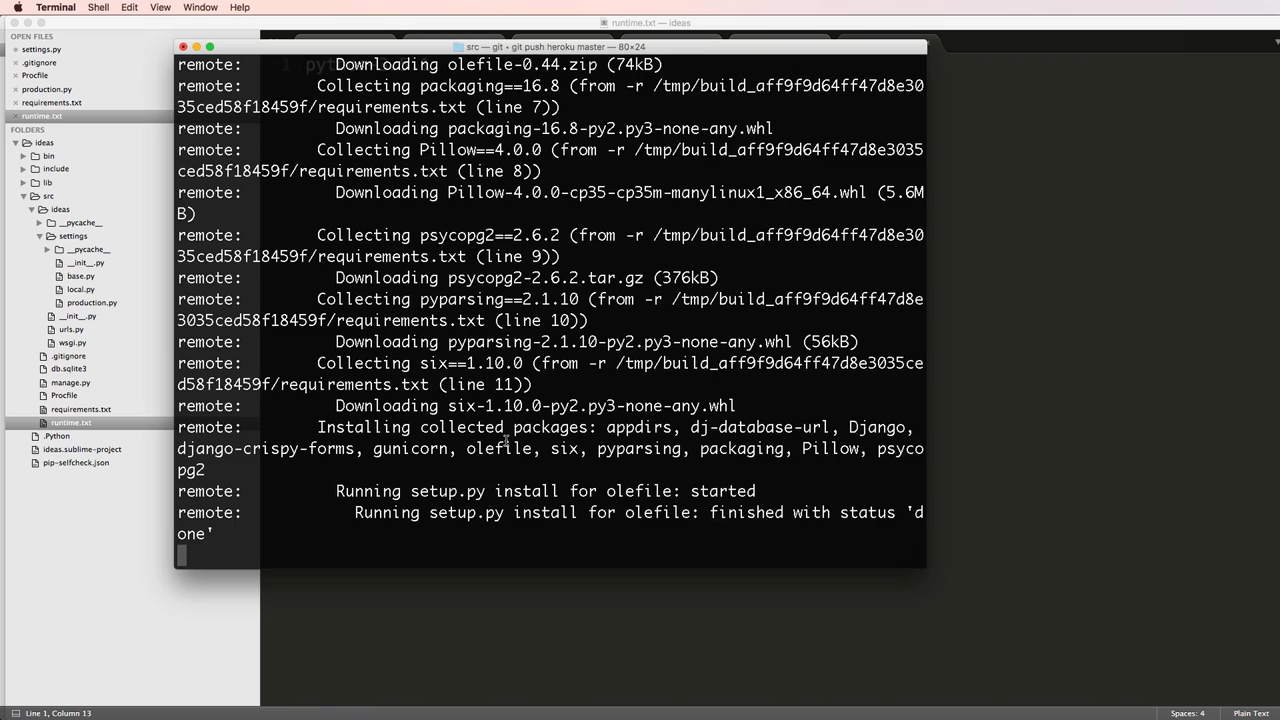 Terminal Shell Edit View Window Help
runtime.txt — ideas
OPEN FILES
settings.py
.gitignore
Procfile
production.py
requirements.txt
runtime.txt
FOLDERS
ideas
bin
include
lib
src
ideas
__pycache__
settings
__pycache__
__init__.py
base.py
local.py
production.py
__init__.py
urls.py
wsgi.py
.gitignore
db.sqlite3
manage.py
Procfile
requirements.txt
runtime.txt
.Python
ideas.sublime-project
pip-selfcheck.json
src — git • git push heroku master — 80×24
remote: Downloading olefile-0.44.zip (74kB)
remote: Collecting packaging==16.8 (from -r /tmp/build_aff9f9d64ff47d8e30
35ced58f18459f/requirements.txt (line 7))
remote: Downloading packaging-16.8-py2.py3-none-any.whl
remote: Collecting Pillow==4.0.0 (from -r /tmp/build_aff9f9d64ff47d8e3035
ced58f18459f/requirements.txt (line 8))
remote: Downloading Pillow-4.0.0-cp35-cp35m-manylinux1_x86_64.whl (5.6M
B)
remote: Collecting psycopg2==2.6.2 (from -r /tmp/build_aff9f9d64ff47d8e30
35ced58f18459f/requirements.txt (line 9))
remote: Downloading psycopg2-2.6.2.tar.gz (376kB)
remote: Collecting pyparsing==2.1.10 (from -r /tmp/build_aff9f9d64ff47d8e
3035ced58f18459f/requirements.txt (line 10))
remote: Downloading pyparsing-2.1.10-py2.py3-none-any.whl (56kB)
remote: Collecting six==1.10.0 (from -r /tmp/build_aff9f9d64ff47d8e3035ce
d58f18459f/requirements.txt (line 11))
remote: Downloading six-1.10.0-py2.py3-none-any.whl
remote: Installing collected packages: appdirs, dj-database-url, Django,
django-crispy-forms, gunicorn, olefile, six, pyparsing, packaging, Pillow, psyco
pg2
remote: Running setup.py install for olefile: started
remote: Running setup.py install for olefile: finished with status 'd
one'
Line 1, Column 13
Spaces: 4
Plain Text